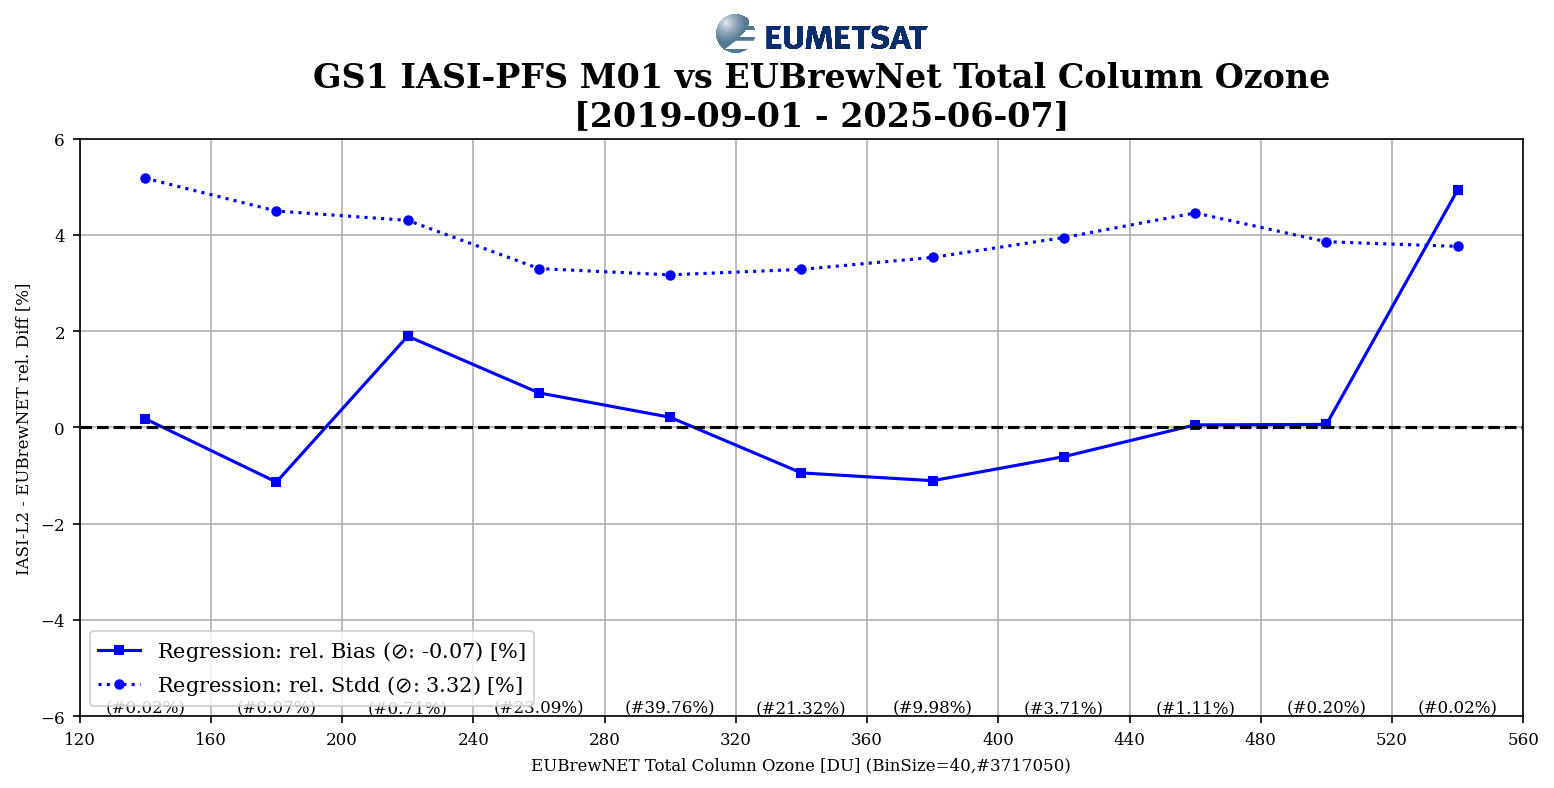 EUMETSAT
GS1 IASI-PFS M01 vs EUBrewNet Total Column Ozone
[2019-09-01 - 2025-06-07]
6
4
2
0
−2
−4
−6
IASI-L2 - EUBrewNET rel. Diff [%]
Regression: rel. Bias (⊘: -0.07) [%]
Regression: rel. Stdd (⊘: 3.32) [%]
(#0.02%) (#0.07%) (#0.71%) (#23.09%) (#39.76%) (#21.32%) (#9.98%) (#3.71%) (#1.11%) (#0.20%) (#0.02%)
120 160 200 240 280 320 360 400 440 480 520 560
EUBrewNET Total Column Ozone [DU] (BinSize=40,#3717050)